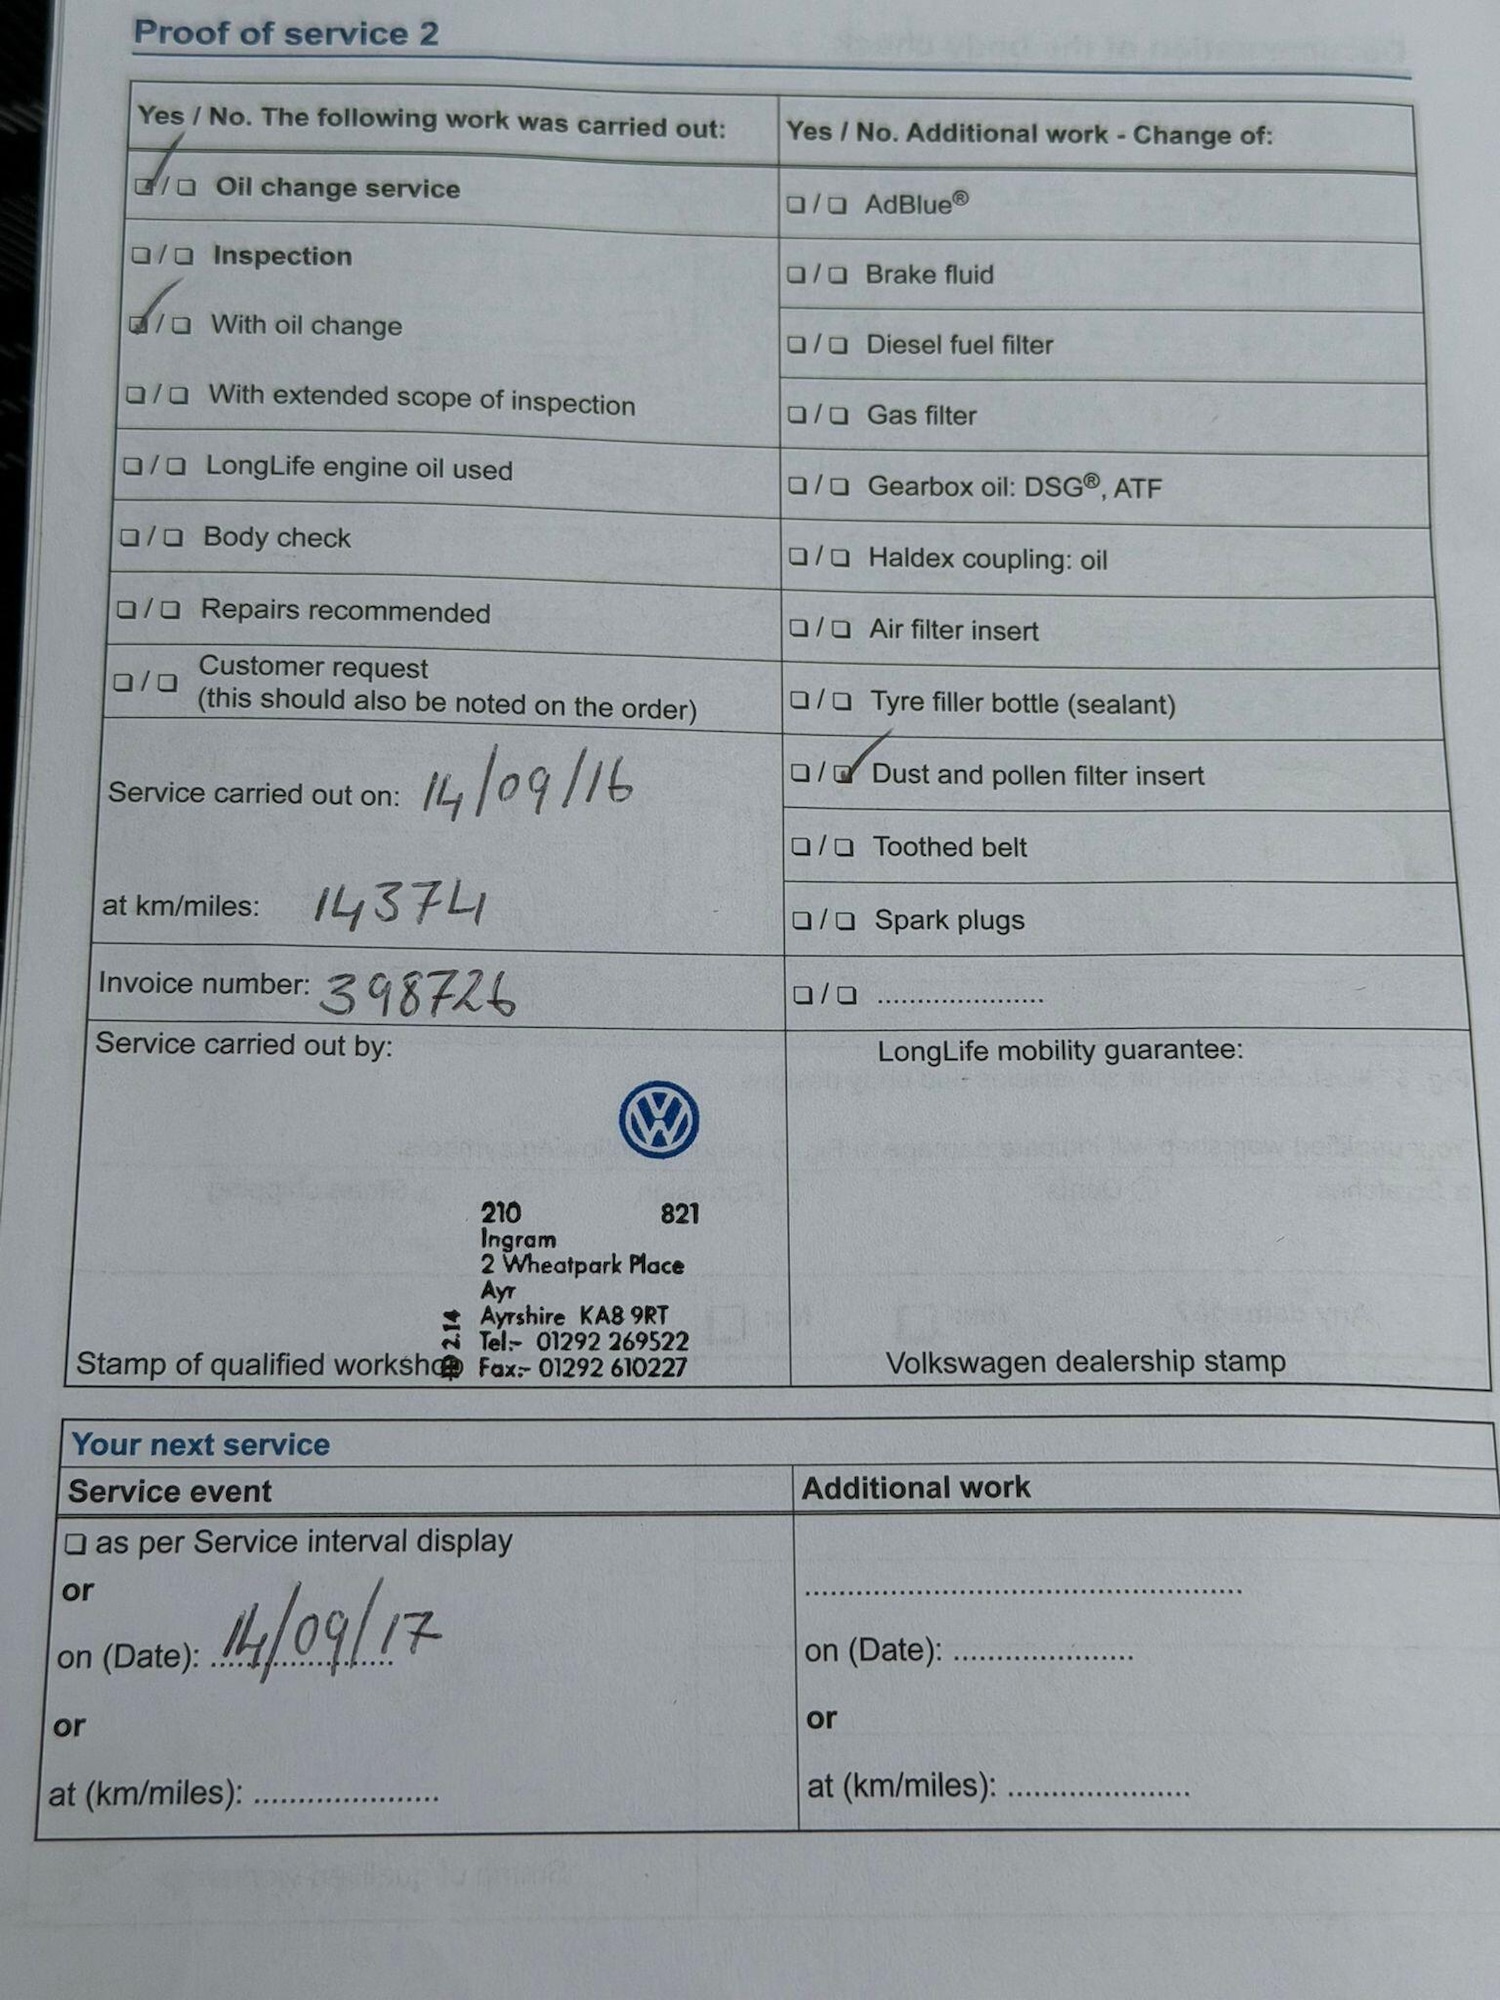 Proof of service 2
Yes / No. The following work was carried out:
☑ / ☐ Oil change service
☐ / ☐ Inspection
☑ / ☐ With oil change
☐ / ☐ With extended scope of inspection
☐ / ☐ LongLife engine oil used
☐ / ☐ Body check
☐ / ☐ Repairs recommended
☐ / ☐ Customer request
(this should also be noted on the order)
Service carried out on: 14/09/16
at km/miles: 14374
Invoice number: 398726
Service carried out by:
VW
210 821
Ingram
2 Wheatpark Place
Ayr
Ayrshire KA8 9RT
Tel:- 01292 269522
Fax:- 01292 610227
2.14
Stamp of qualified workshop
Yes / No. Additional work - Change of:
☐ / ☐ AdBlue®
☐ / ☐ Brake fluid
☐ / ☐ Diesel fuel filter
☐ / ☐ Gas filter
☐ / ☐ Gearbox oil: DSG®, ATF
☐ / ☐ Haldex coupling: oil
☐ / ☐ Air filter insert
☐ / ☐ Tyre filler bottle (sealant)
☐ / ☑ Dust and pollen filter insert
☐ / ☐ Toothed belt
☐ / ☐ Spark plugs
☐ / ☐ .....................
LongLife mobility guarantee:
Volkswagen dealership stamp
Your next service
Service event
☐ as per Service interval display
or
on (Date): 14/09/17
or
at (km/miles): .....................
Additional work
..................................................
on (Date): .....................
or
at (km/miles): .....................